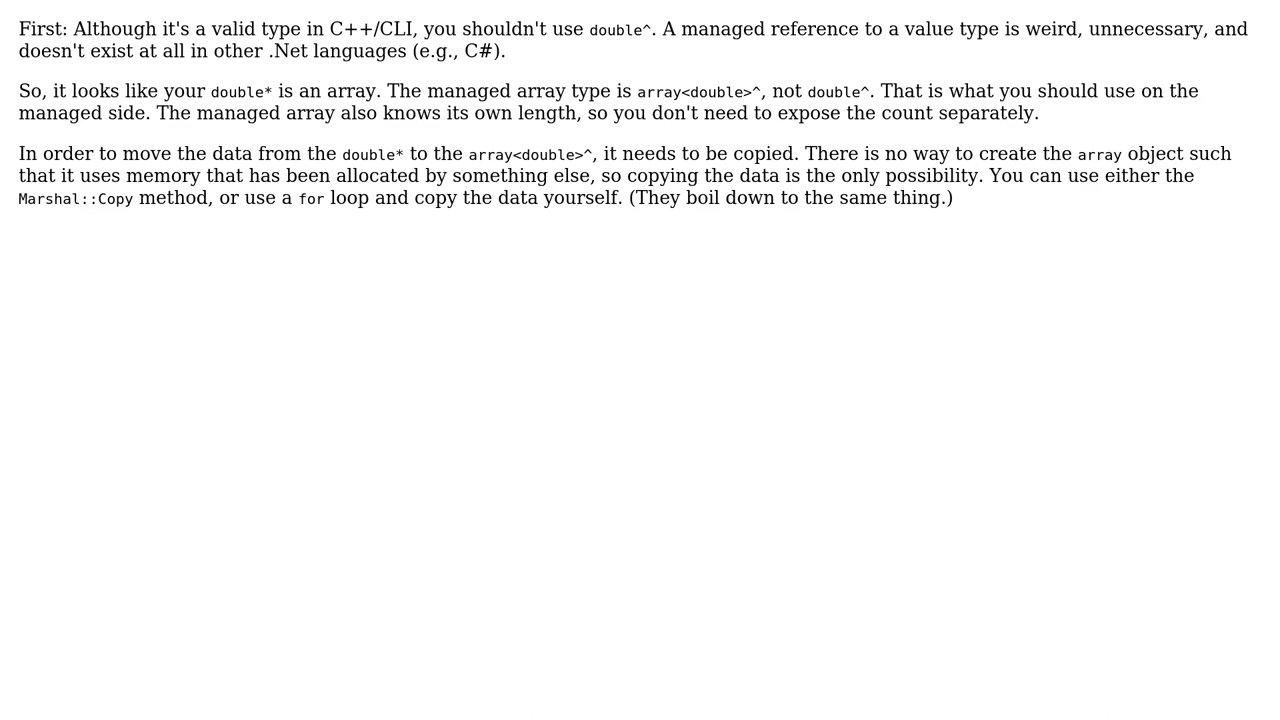 First: Although it's a valid type in C++/CLI, you shouldn't use double^. A managed reference to a value type is weird, unnecessary, and
doesn't exist at all in other .Net languages (e.g., C#).
So, it looks like your double* is an array. The managed array type is array<double>^, not double^. That is what you should use on the
managed side. The managed array also knows its own length, so you don't need to expose the count separately.
In order to move the data from the double* to the array<double>^, it needs to be copied. There is no way to create the array object such
that it uses memory that has been allocated by something else, so copying the data is the only possibility. You can use either the
Marshal::Copy method, or use a for loop and copy the data yourself. (They boil down to the same thing.)